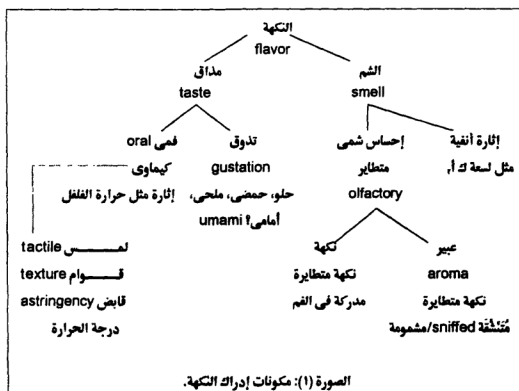 النكهة
flavor
الشم
smell
مذاق
taste
إثارة أنفية
مثل لسعة ك أ,
إحساس شمى
متطاير
olfactory
تذوق
gustation
حلو، حمضى، ملحى،
أمامى؟ umami
فمى oral
كيماوى
إثارة مثل حرارة الفلفل
عبير
aroma
نكهة متطايرة
مُتَنَشَّقَة sniffed/مشمومة
نكهة
نكهة متطايرة
مدركة فى الفم
لمس tactile
قوام texture
قابض astringency
درجة الحرارة
الصورة (١): مكونات إدراك النكهة.